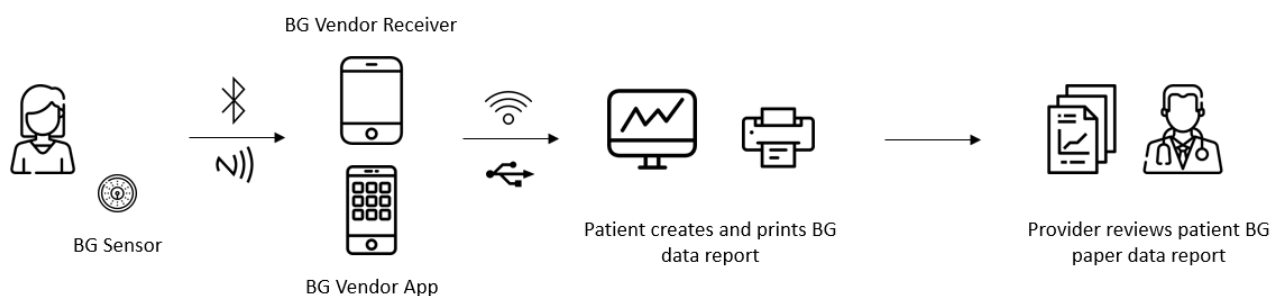 BG Vendor Receiver
BG Sensor
BG Vendor App
Patient creates and prints BG
data report
Provider reviews patient BG
paper data report